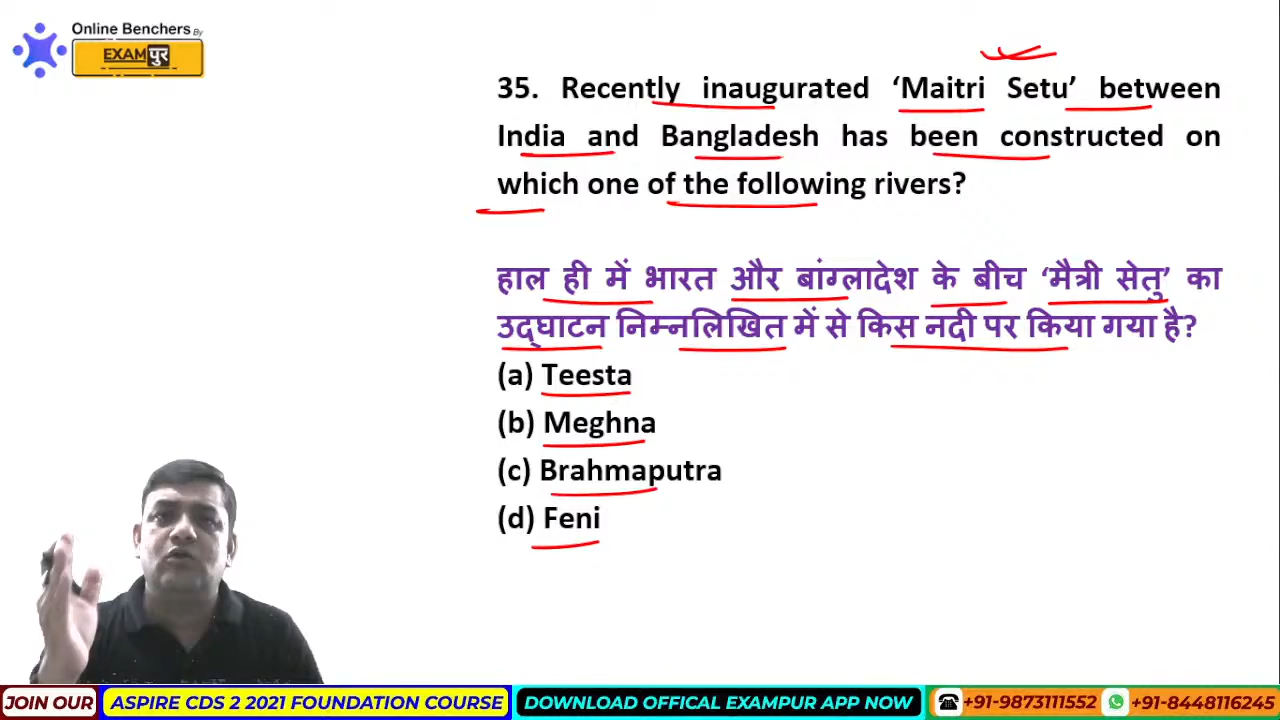 Online Benchers By
EXAMपुर
35. Recently inaugurated ‘Maitri Setu’ between
India and Bangladesh has been constructed on
which one of the following rivers?
हाल ही में भारत और बांग्लादेश के बीच ‘मैत्री सेतु’ का
उद्घाटन निम्नलिखित में से किस नदी पर किया गया है?
(a) Teesta
(b) Meghna
(c) Brahmaputra
(d) Feni
JOIN OUR ASPIRE CDS 2 2021 FOUNDATION COURSE DOWNLOAD OFFICAL EXAMPUR APP NOW +91-9873111552 +91-8448116245